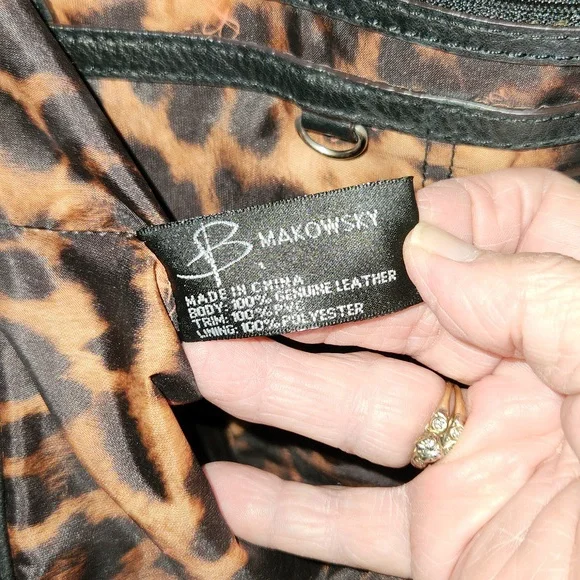 B MAKOWSKY
MADE IN CHINA
BODY: 100% GENUINE LEATHER
TRIM: 100% PVC
LINING: 100% POLYESTER